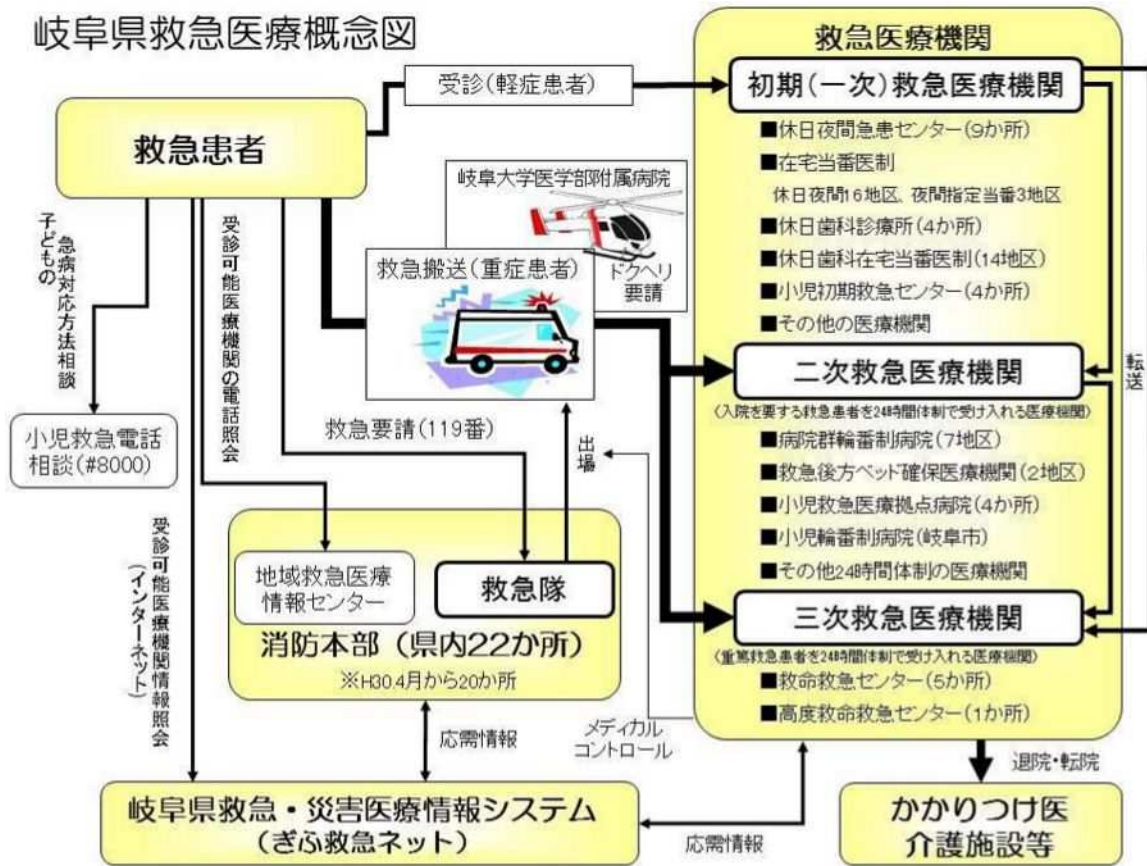 岐阜県救急医療概念図
救急患者
受診(軽症患者)
岐阜大学医学部附属病院
ドクヘリ
要請
救急搬送(重症患者)
子どもの
急病対応方法相談
小児救急電話
相談(#8000)
受診可能医療機関の電話照会
救急要請(119番)
出場
受診可能医療機関情報照会
(インターネット)
地域救急医療
情報センター
救急隊
消防本部(県内22か所)
※H30.4月から20か所
応需情報
メディカル
コントロール
岐阜県救急・災害医療情報システム
(ぎふ救急ネット)
応需情報
救急医療機関
初期(一次)救急医療機関
■休日夜間急患センター(9か所)
■在宅当番医制
休日夜間16地区、夜間指定当番3地区
■休日歯科診療所(4か所)
■休日歯科在宅当番医制(14地区)
■小児初期救急センター(4か所)
■その他の医療機関
二次救急医療機関
〈入院を要する救急患者を24時間体制で受け入れる医療機関〉
■病院群輪番制病院(7地区)
■救急後方ベッド確保医療機関(2地区)
■小児救急医療拠点病院(4か所)
■小児輪番制病院(岐阜市)
■その他24時間体制の医療機関
三次救急医療機関
〈重篤救急患者を24時間体制で受け入れる医療機関〉
■救命救急センター(5か所)
■高度救命救急センター(1か所)
転送
退院・転院
かかりつけ医
介護施設等